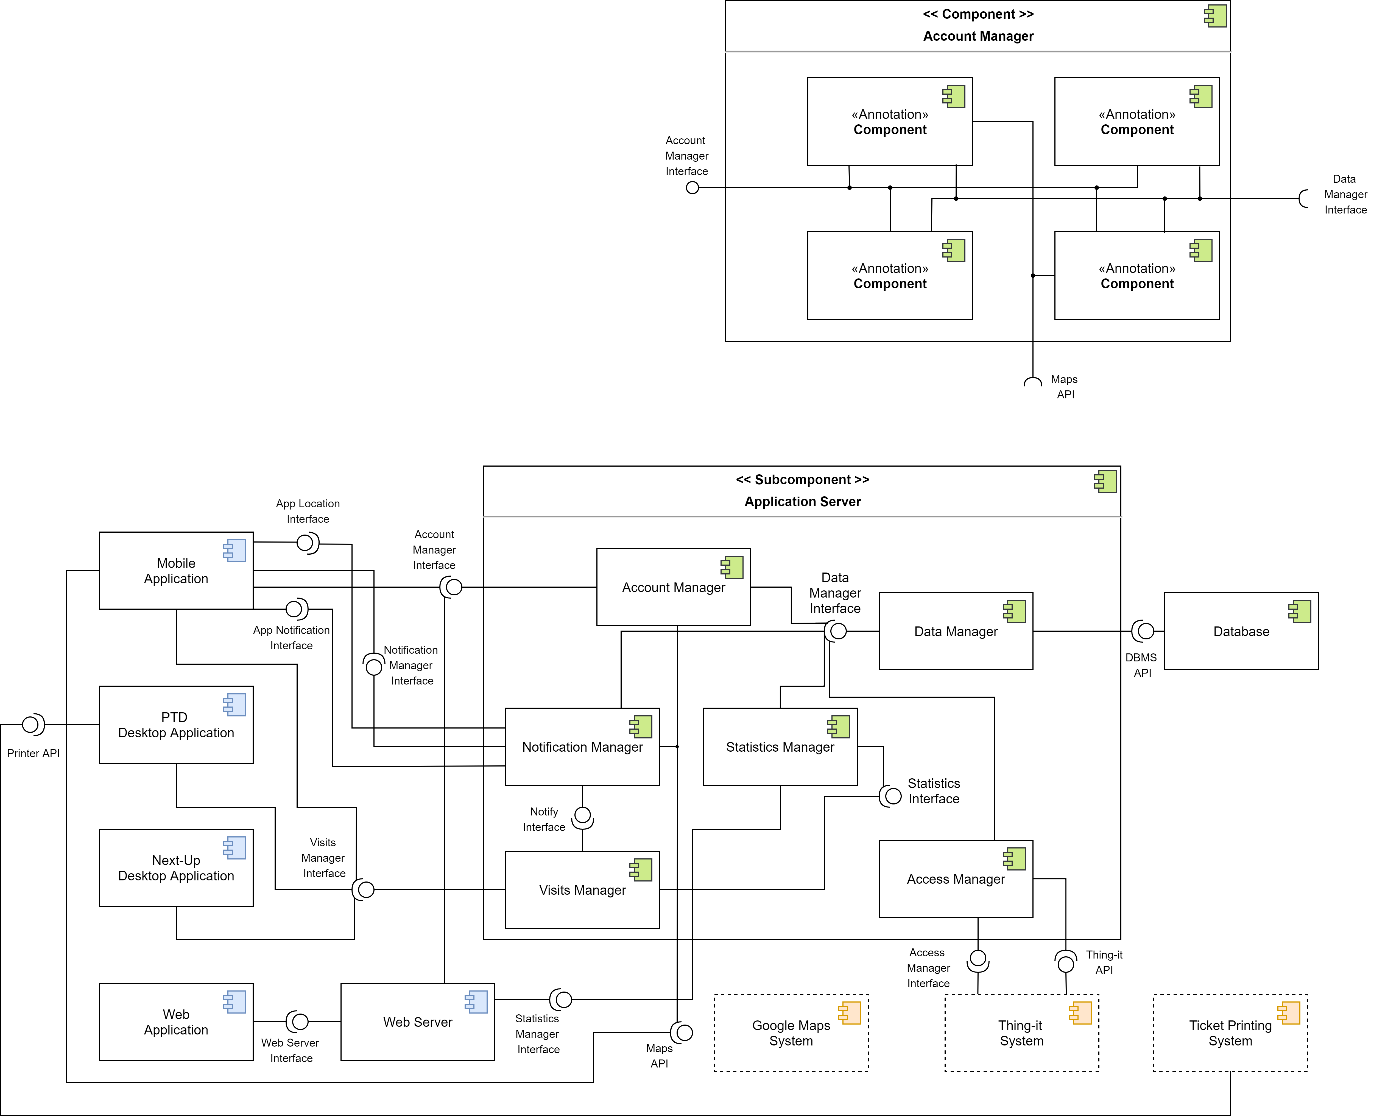 << Component >>
Account Manager
«Annotation»
Component
«Annotation»
Component
Account
Manager
Interface
Data
Manager
Interface
«Annotation»
Component
«Annotation»
Component
Maps
API
<< Subcomponent >>
Application Server
App Location
Interface
Account
Manager
Interface
Mobile
Application
Account Manager
Data
Manager
Interface
Data Manager
Database
App Notification
Interface
Notification
Manager
Interface
DBMS
API
PTD
Desktop Application
Printer API
Notification Manager
Statistics Manager
Statistics
Interface
Notify
Interface
Next-Up
Desktop Application
Visits
Manager
Interface
Visits Manager
Access Manager
Access
Manager
Interface
Thing-it
API
Web
Application
Web Server
Interface
Web Server
Statistics
Manager
Interface
Maps
API
Google Maps
System
Thing-it
System
Ticket Printing
System